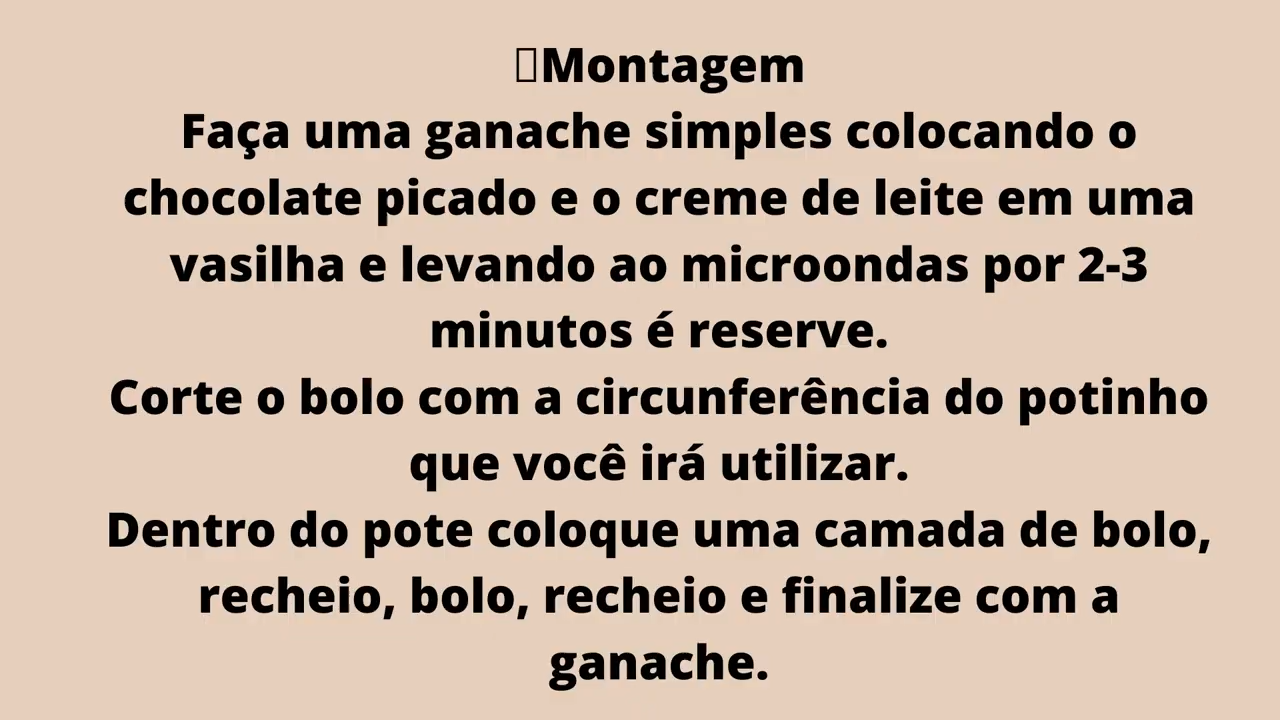 Montagem
Faça uma ganache simples colocando o
chocolate picado e o creme de leite em uma
vasilha e levando ao microondas por 2-3
minutos é reserve.
Corte o bolo com a circunferência do potinho
que você irá utilizar.
Dentro do pote coloque uma camada de bolo,
recheio, bolo, recheio e finalize com a
ganache.